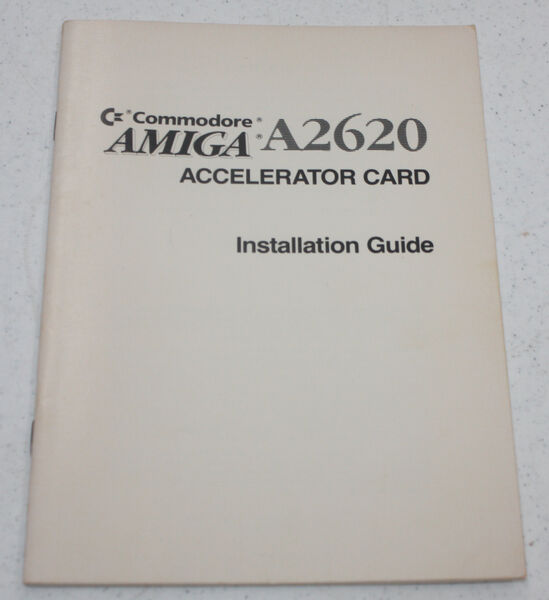 C= ® Commodore®
AMIGA® A2620
ACCELERATOR CARD
Installation Guide